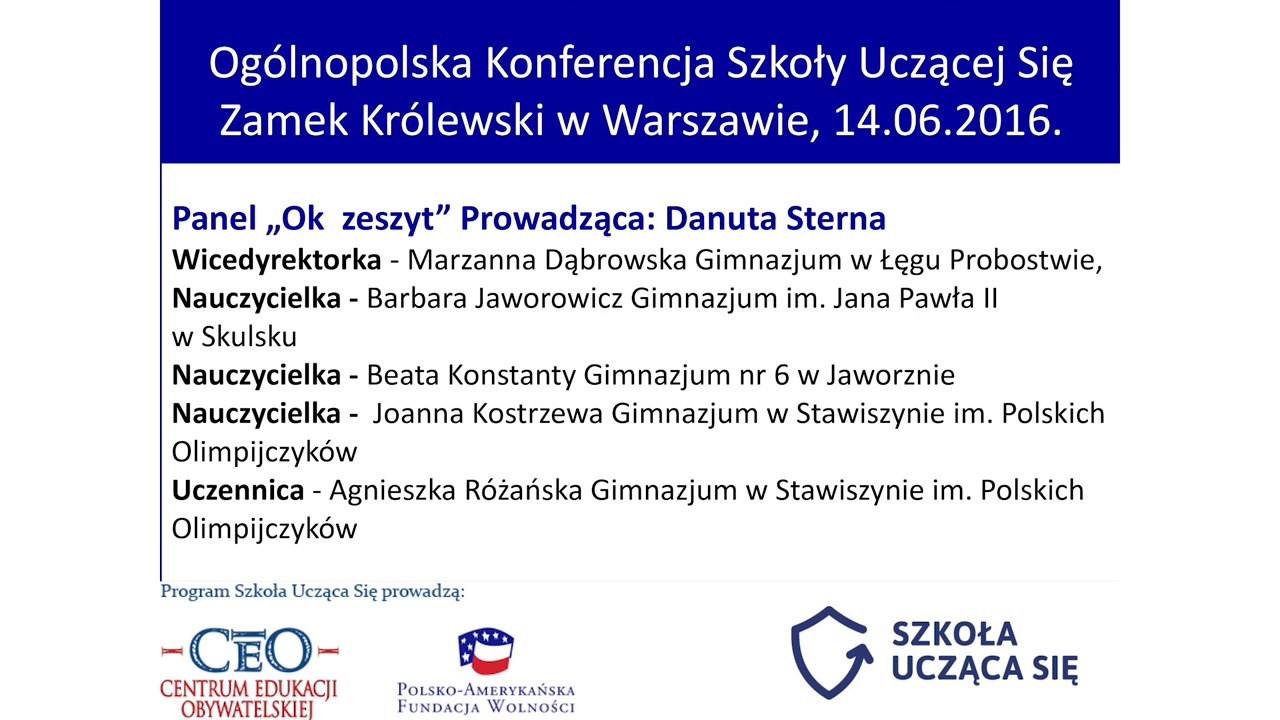 Ogólnopolska Konferencja Szkoły Uczącej Się
Zamek Królewski w Warszawie, 14.06.2016.
Panel „Ok  zeszyt” Prowadząca: Danuta Sterna
Wicedyrektorka - Marzanna Dąbrowska Gimnazjum w Łęgu Probostwie,
Nauczycielka - Barbara Jaworowicz Gimnazjum im. Jana Pawła II
w Skulsku
Nauczycielka - Beata Konstanty Gimnazjum nr 6 w Jaworznie
Nauczycielka -  Joanna Kostrzewa Gimnazjum w Stawiszynie im. Polskich
Olimpijczyków
Uczennica - Agnieszka Różańska Gimnazjum w Stawiszynie im. Polskich
Olimpijczyków
Program Szkoła Ucząca Się prowadzą:
CEO
CENTRUM EDUKACJI
OBYWATELSKIEJ
POLSKO-AMERYKAŃSKA
FUNDACJA WOLNOŚCI
SZKOŁA
UCZĄCA SIĘ